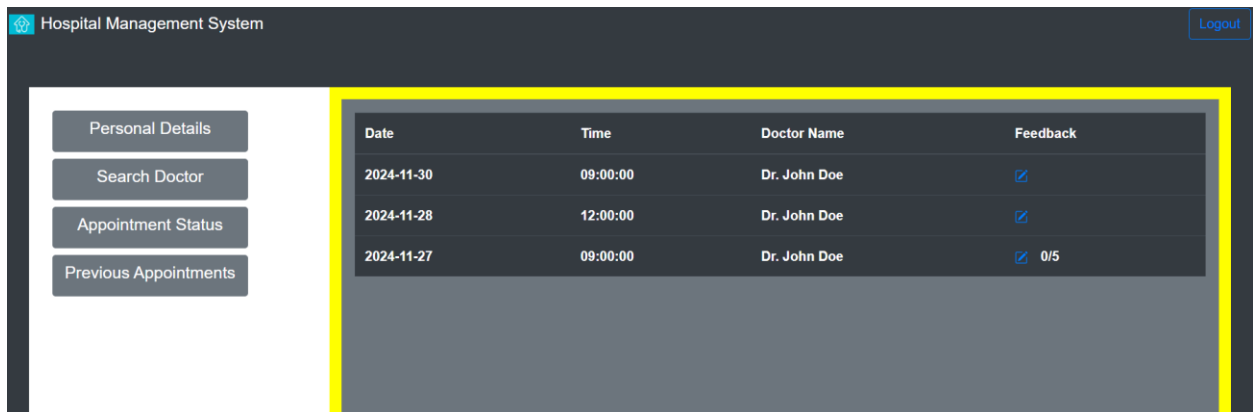 Hospital Management System Logout
Personal Details
Search Doctor
Appointment Status
Previous Appointments
Date Time Doctor Name Feedback
2024-11-30 09:00:00 Dr. John Doe
2024-11-28 12:00:00 Dr. John Doe
2024-11-27 09:00:00 Dr. John Doe 0/5